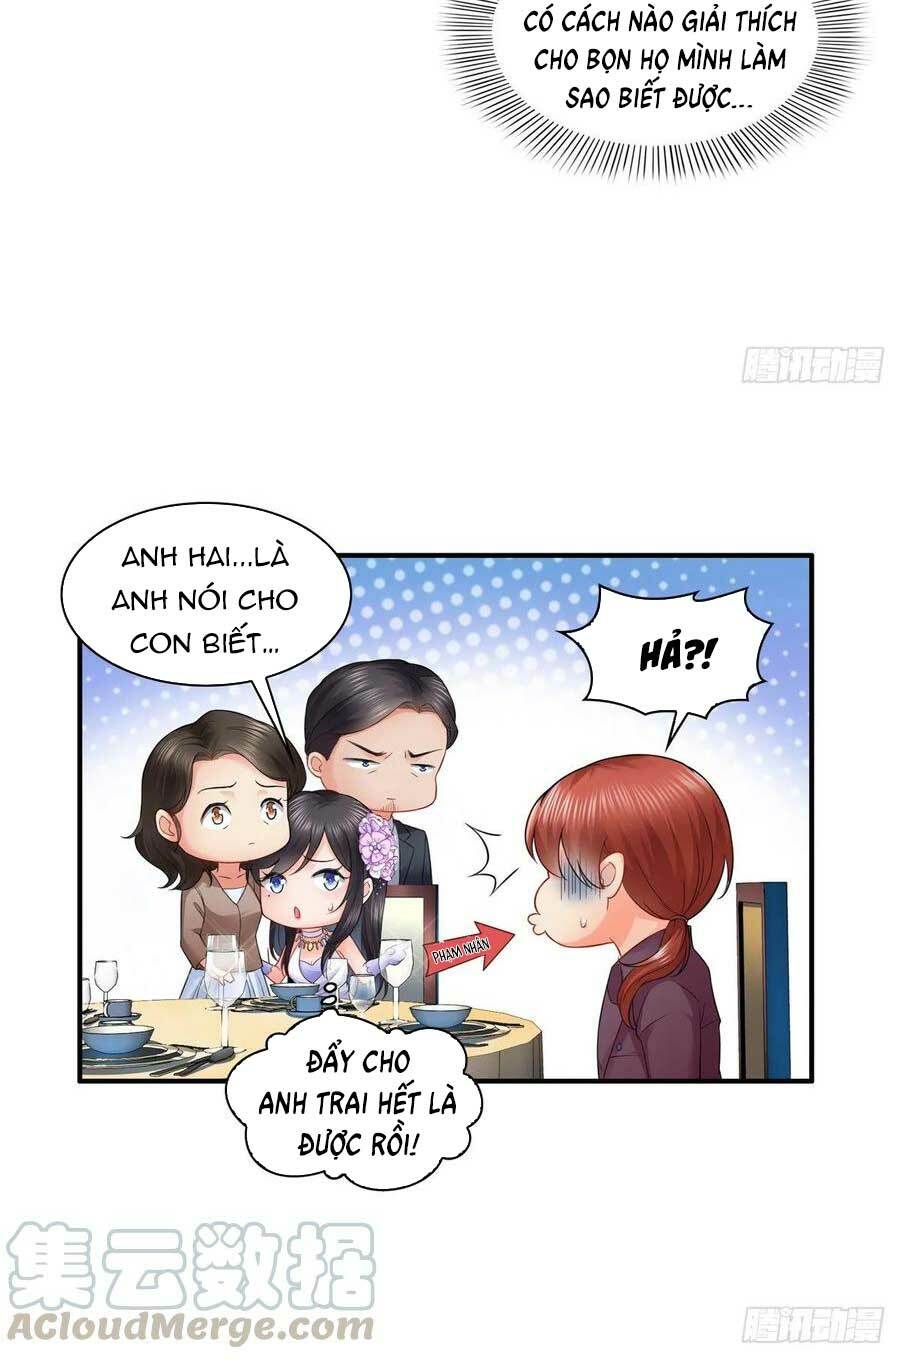 CÓ CÁCH NÀO GIẢI THÍCH
CHO BỌN HỌ MÌNH LÀM
SAO BIẾT ĐƯỢC...
腾讯动漫
ANH HAI...LÀ
ANH NÓI CHO
CON BIẾT...
HẢ?!
PHẠM NHÂN
ĐẨY CHO
ANH TRAI HẾT LÀ
ĐƯỢC RỒI!
集云数据
ACloudMerge.com
腾讯动漫